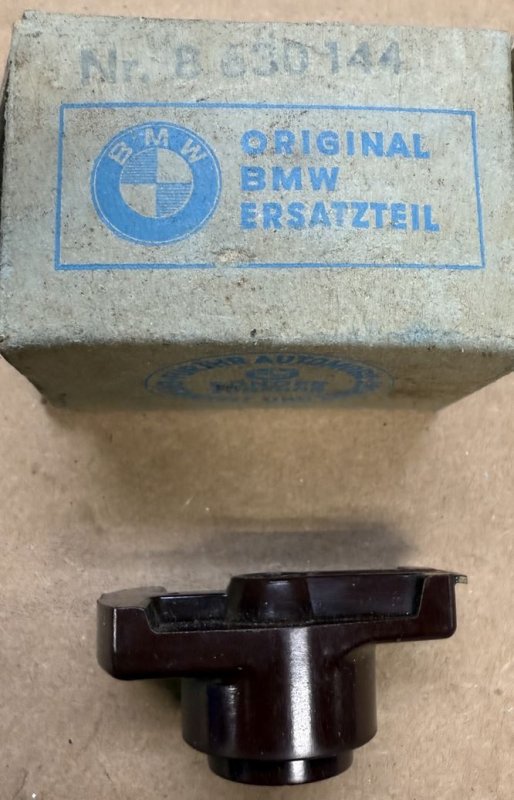 Nr. 8 630 144
BMW
ORIGINAL
BMW
ERSATZTEIL